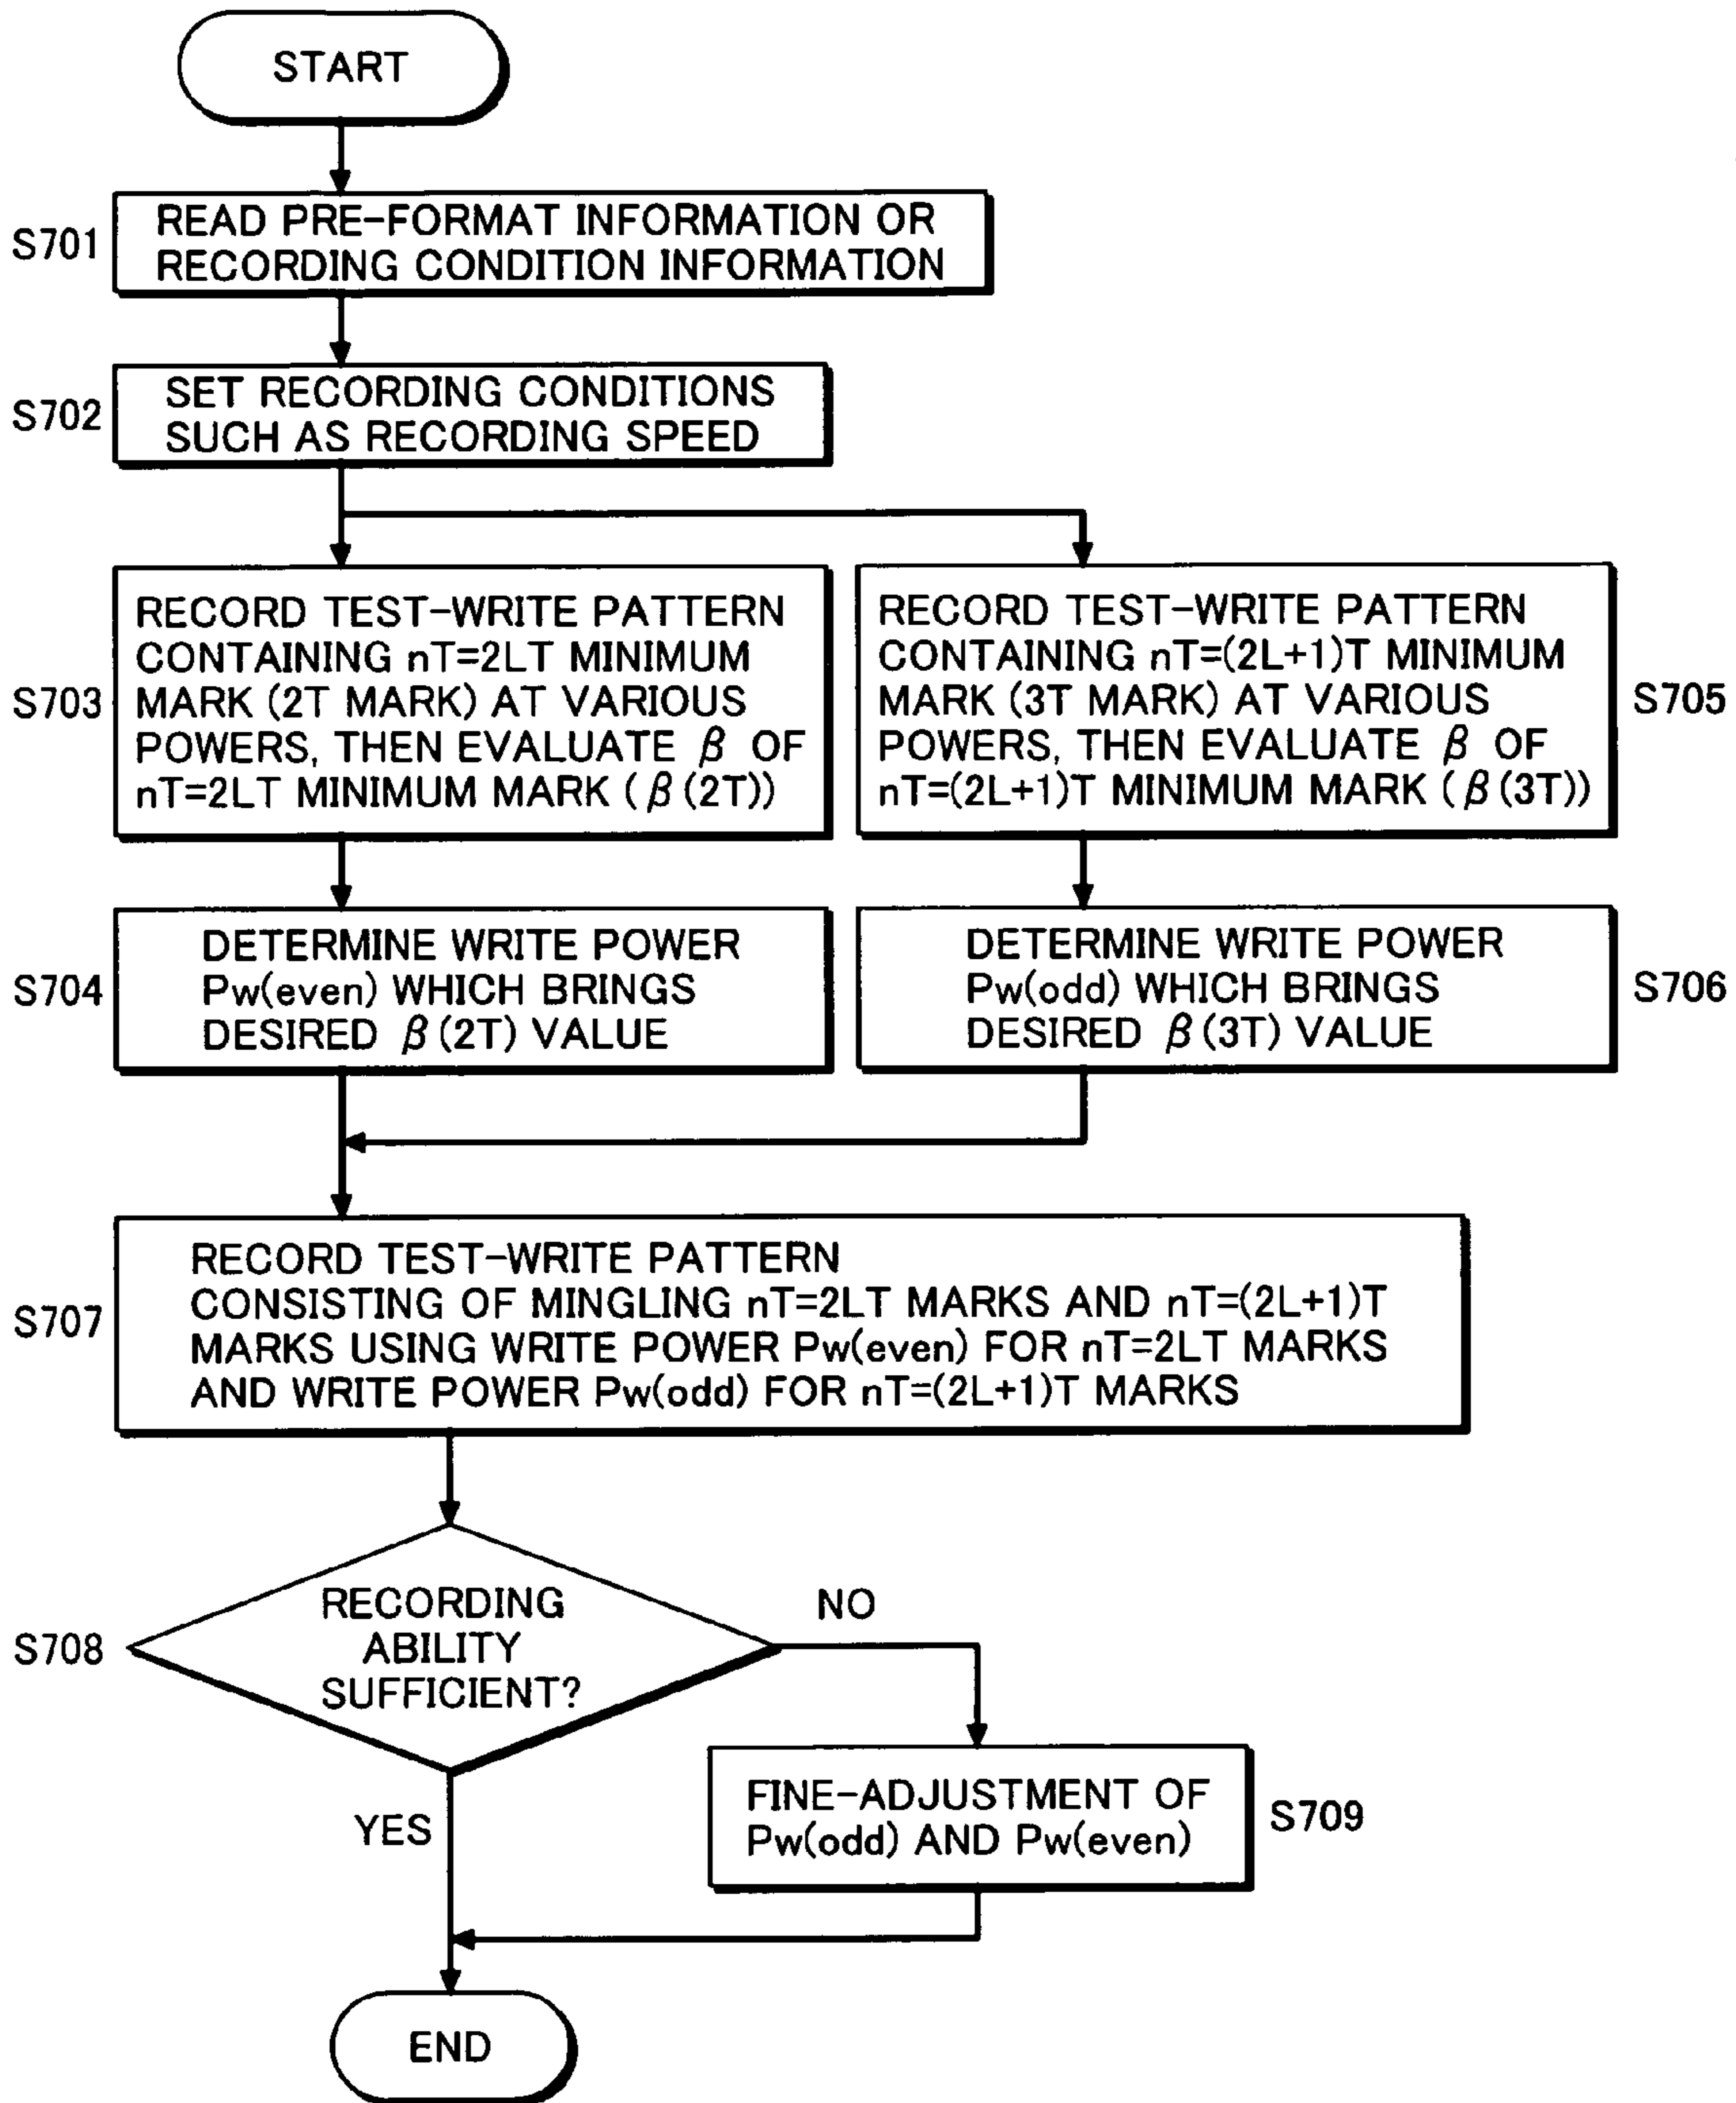 START
S701
READ PRE-FORMAT INFORMATION OR
RECORDING CONDITION INFORMATION
S702
SET RECORDING CONDITIONS
SUCH AS RECORDING SPEED
S703
RECORD TEST-WRITE PATTERN
CONTAINING nT=2LT MINIMUM
MARK (2T MARK) AT VARIOUS
POWERS, THEN EVALUATE β OF
nT=2LT MINIMUM MARK (β(2T))
RECORD TEST-WRITE PATTERN
CONTAINING nT=(2L+1)T MINIMUM
MARK (3T MARK) AT VARIOUS
POWERS, THEN EVALUATE β OF
nT=(2L+1)T MINIMUM MARK (β(3T))
S705
S704
DETERMINE WRITE POWER
Pw(even) WHICH BRINGS
DESIRED β(2T) VALUE
DETERMINE WRITE POWER
Pw(odd) WHICH BRINGS
DESIRED β(3T) VALUE
S706
S707
RECORD TEST-WRITE PATTERN
CONSISTING OF MINGLING nT=2LT MARKS AND nT=(2L+1)T
MARKS USING WRITE POWER Pw(even) FOR nT=2LT MARKS
AND WRITE POWER Pw(odd) FOR nT=(2L+1)T MARKS
S708
RECORDING
ABILITY
SUFFICIENT?
NO
YES
FINE-ADJUSTMENT OF
Pw(odd) AND Pw(even)
S709
END